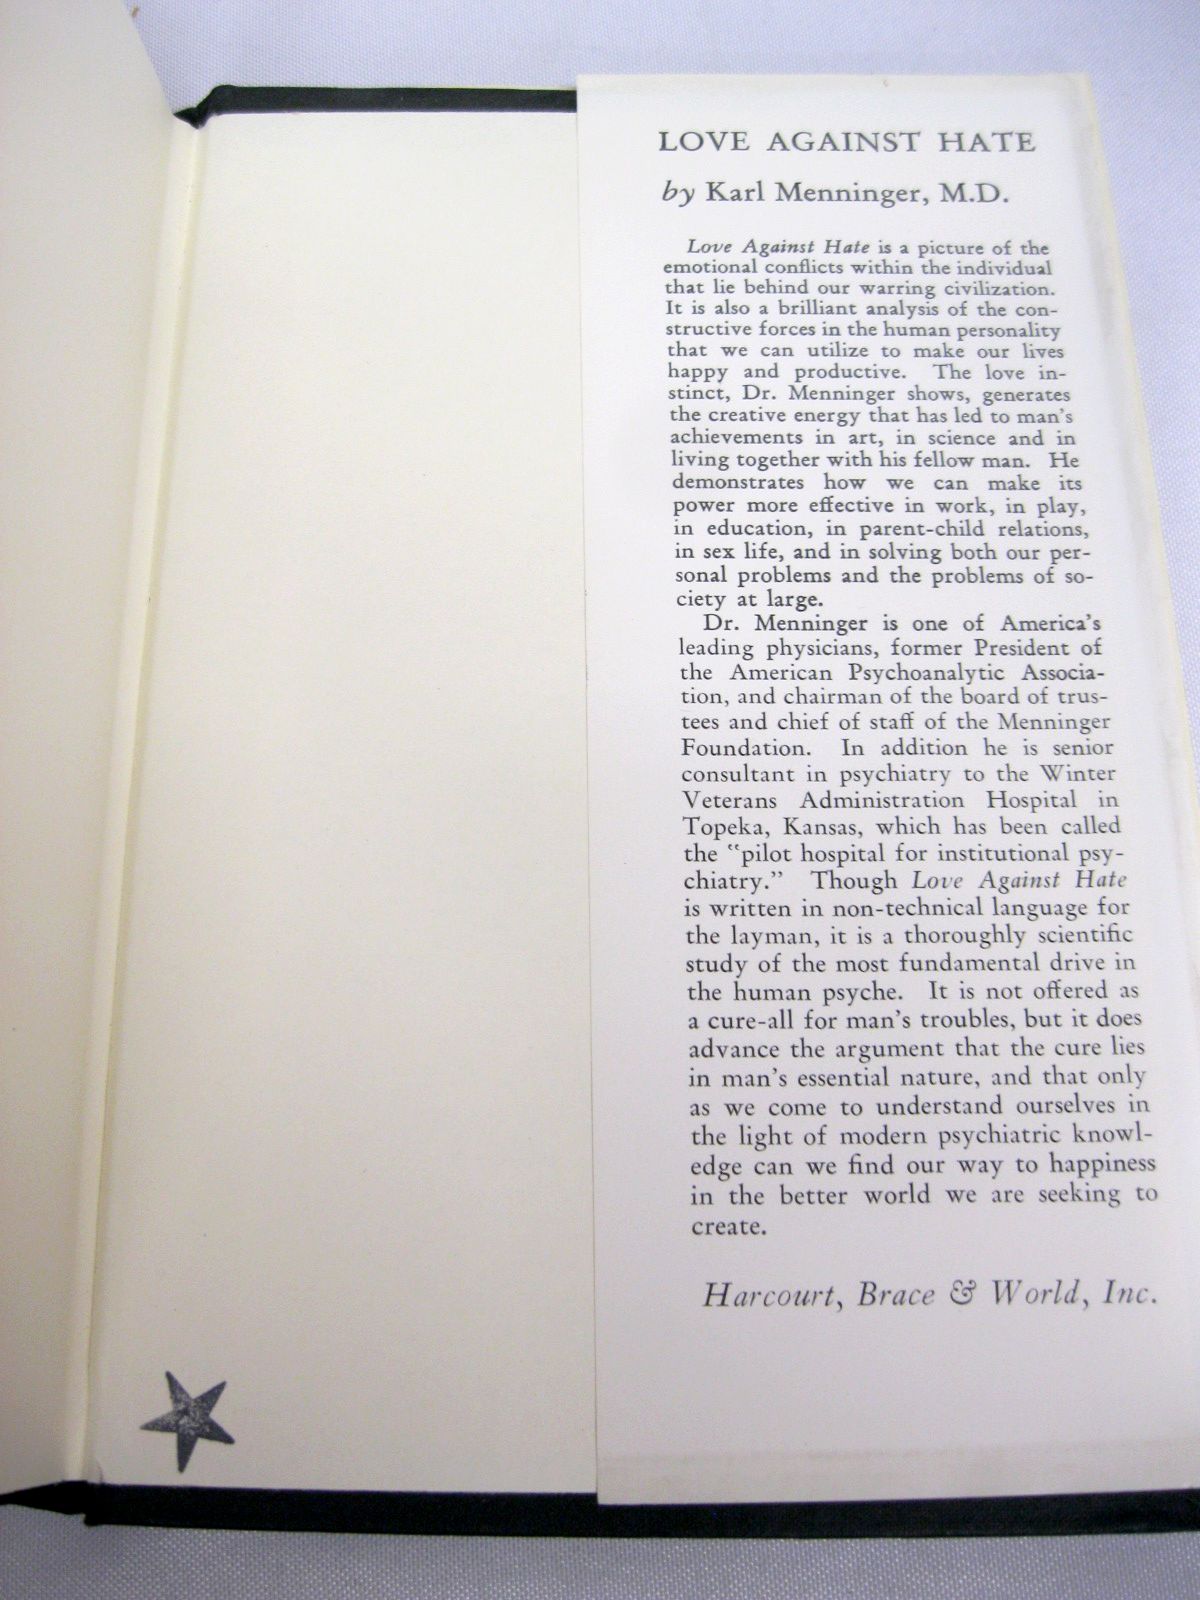 LOVE AGAINST HATE
by Karl Menninger, M.D.
Love Against Hate is a picture of the
emotional conflicts within the individual
that lie behind our warring civilization.
It is also a brilliant analysis of the con-
structive forces in the human personality
that we can utilize to make our lives
happy and productive. The love in-
stinct, Dr. Menninger shows, generates
the creative energy that has led to man's
achievements in art, in science and in
living together with his fellow man. He
demonstrates how we can make its
power more effective in work, in play,
in education, in parent-child relations,
in sex life, and in solving both our per-
sonal problems and the problems of so-
ciety at large.
Dr. Menninger is one of America's
leading physicians, former President of
the American Psychoanalytic Associa-
tion, and chairman of the board of trus-
tees and chief of staff of the Menninger
Foundation. In addition he is senior
consultant in psychiatry to the Winter
Veterans Administration Hospital in
Topeka, Kansas, which has been called
the "pilot hospital for institutional psy-
chiatry." Though Love Against Hate
is written in non-technical language for
the layman, it is a thoroughly scientific
study of the most fundamental drive in
the human psyche. It is not offered as
a cure-all for man's troubles, but it does
advance the argument that the cure lies
in man's essential nature, and that only
as we come to understand ourselves in
the light of modern psychiatric knowl-
edge can we find our way to happiness
in the better world we are seeking to
create.
Harcourt, Brace & World, Inc.